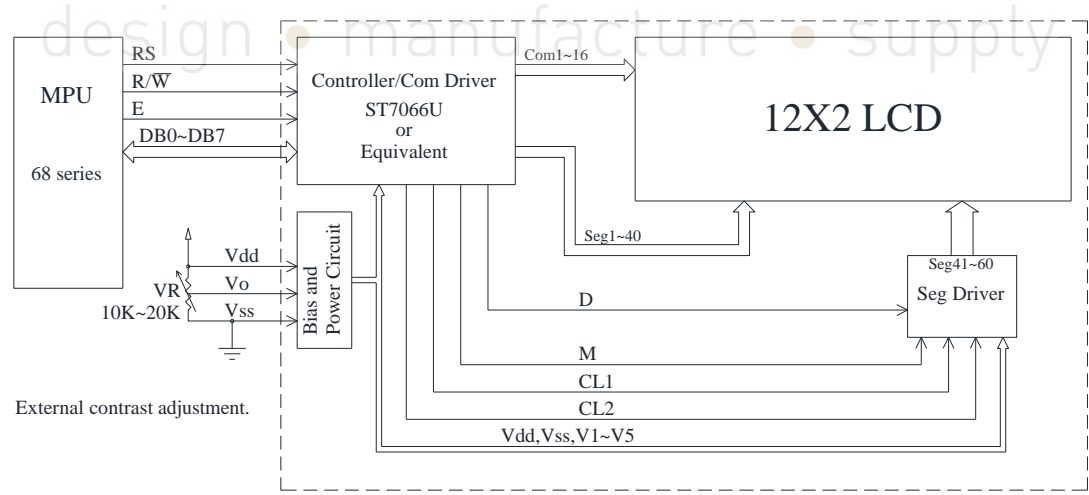 design • manufacture • supply
MPU
68 series
RS
R/W̅
E
DB0~DB7
Controller/Com Driver
ST7066U
or
Equivalent
Com1~16
12X2 LCD
Seg1~40
Seg41~60
Seg Driver
Vdd
Vo
Vss
VR
10K~20K
Bias and
Power Circuit
D
M
CL1
CL2
Vdd,Vss,V1~V5
External contrast adjustment.